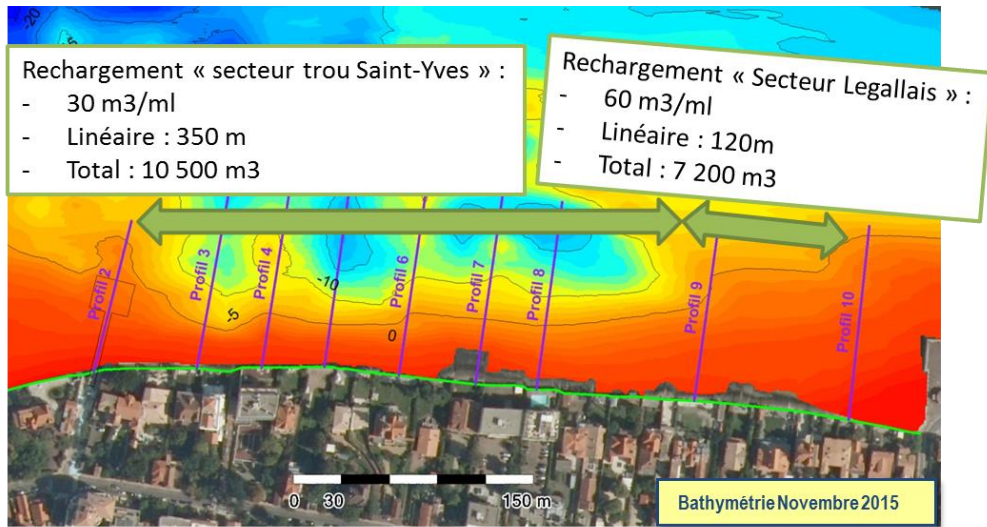 -20
Rechargement « secteur trou Saint-Yves » :
- 30 m3/ml
- Linéaire : 350 m
- Total : 10 500 m3
Rechargement « Secteur Legallais » :
- 60 m3/ml
- Linéaire : 120m
- Total : 7 200 m3
Profil 2
Profil 3
Profil 4
Profil 6
Profil 7
Profil 8
Profil 9
Profil 10
-10
-5
0
0 30 150 m
Bathymétrie Novembre 2015